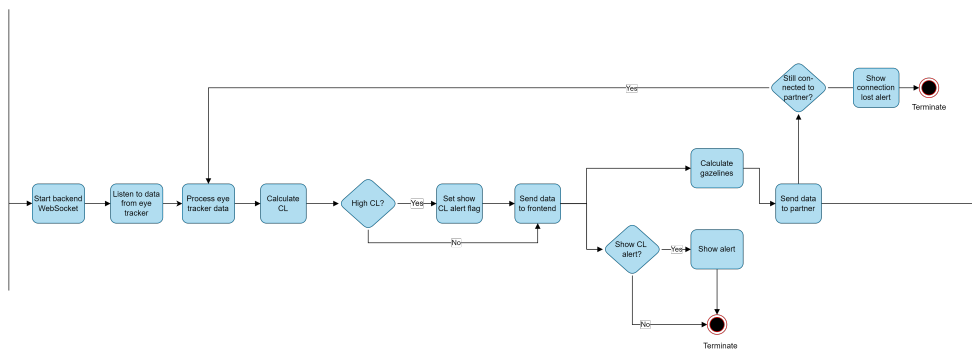 Still con-
nected to
partner?
Show
connection
lost alert
Yes
Terminate
Calculate
gazelines
Start backend
WebSocket
Listen to data
from eye
tracker
Process eye
tracker data
Calculate
CL
High CL?
Yes
Set show
CL alert flag
Send data
to frontend
Send data
to partner
No
Show CL
alert?
Yes
Show alert
No
Terminate